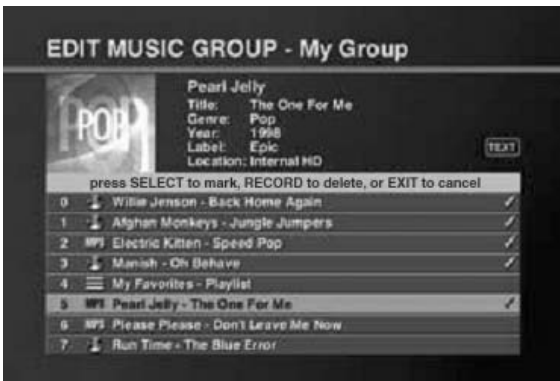 EDIT MUSIC GROUP - My Group
POP
Pearl Jelly
Title: The One For Me
Genre: Pop
Year: 1998
Label: Epic
Location: Internal HD
TEXT
press SELECT to mark, RECORD to delete, or EXIT to cancel
0 Willie Jenson - Back Home Again ✓
1 Afghan Monkeys - Jungle Jumpers ✓
2 MP3 Electric Kitten - Speed Pop ✓
3 Manish - Oh Behave ✓
4 My Favorites - Playlist
5 MP3 Pearl Jelly - The One For Me ✓
6 MP3 Please Please - Don't Leave Me Now
7 Run Time - The Blue Error